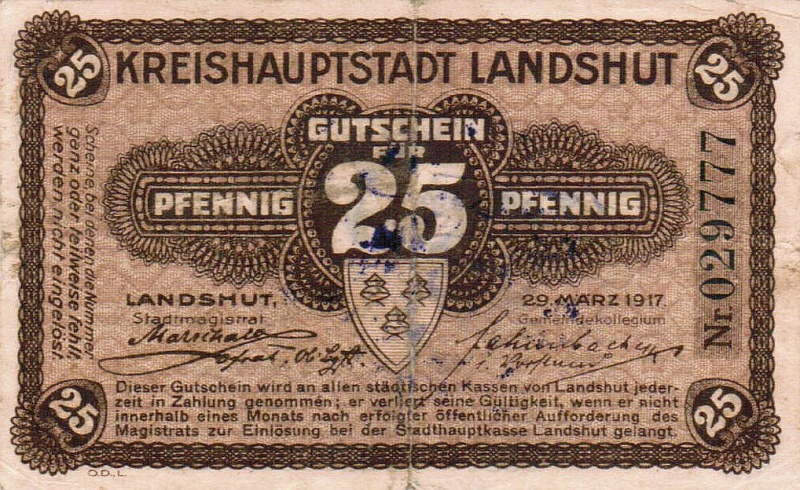 25
25
KREISHAUPTSTADT LANDSHUT
GUTSCHEIN
FÜR
25
PFENNIG
PFENNIG
Scheine bei denen die Nummer
ganz oder teilweise fehlt,
werden nicht eingelöst.
Nr. 029777
LANDSHUT,
29. MÄRZ 1917.
Stadtmagistrat
Gemeindekollegium
Marschall
Dieser Gutschein wird an allen städtischen Kassen von Landshut jeder-
zeit in Zahlung genommen; er verliert seine Gültigkeit, wenn er nicht
innerhalb eines Monats nach erfolgter öffentlicher Aufforderung des
Magistrats zur Einlösung bei der Stadthauptkasse Landshut gelangt.
25
25
O.D., L.